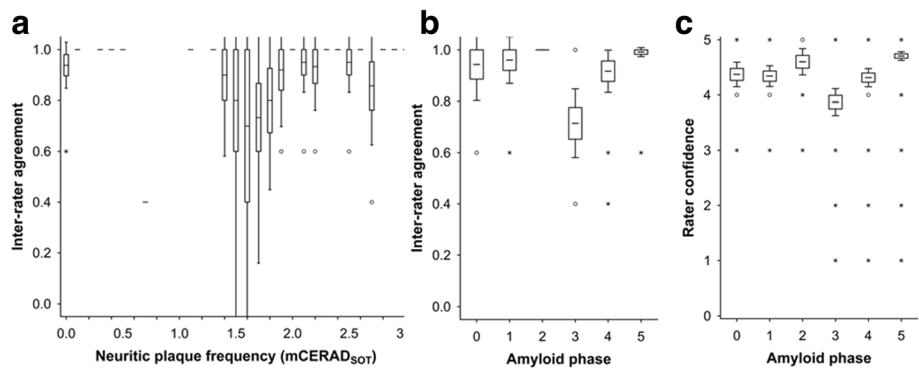 a
Inter-rater agreement
1.0
0.8
0.6
0.4
0.2
0.0
0.0 0.5 1.0 1.5 2.0 2.5 3
Neuritic plaque frequency (mCERADSOT)
b
Inter-rater agreement
1.0
0.8
0.6
0.4
0.2
0.0
0 1 2 3 4 5
Amyloid phase
c
Rater confidence
5
4
3
2
1
0
0 1 2 3 4 5
Amyloid phase